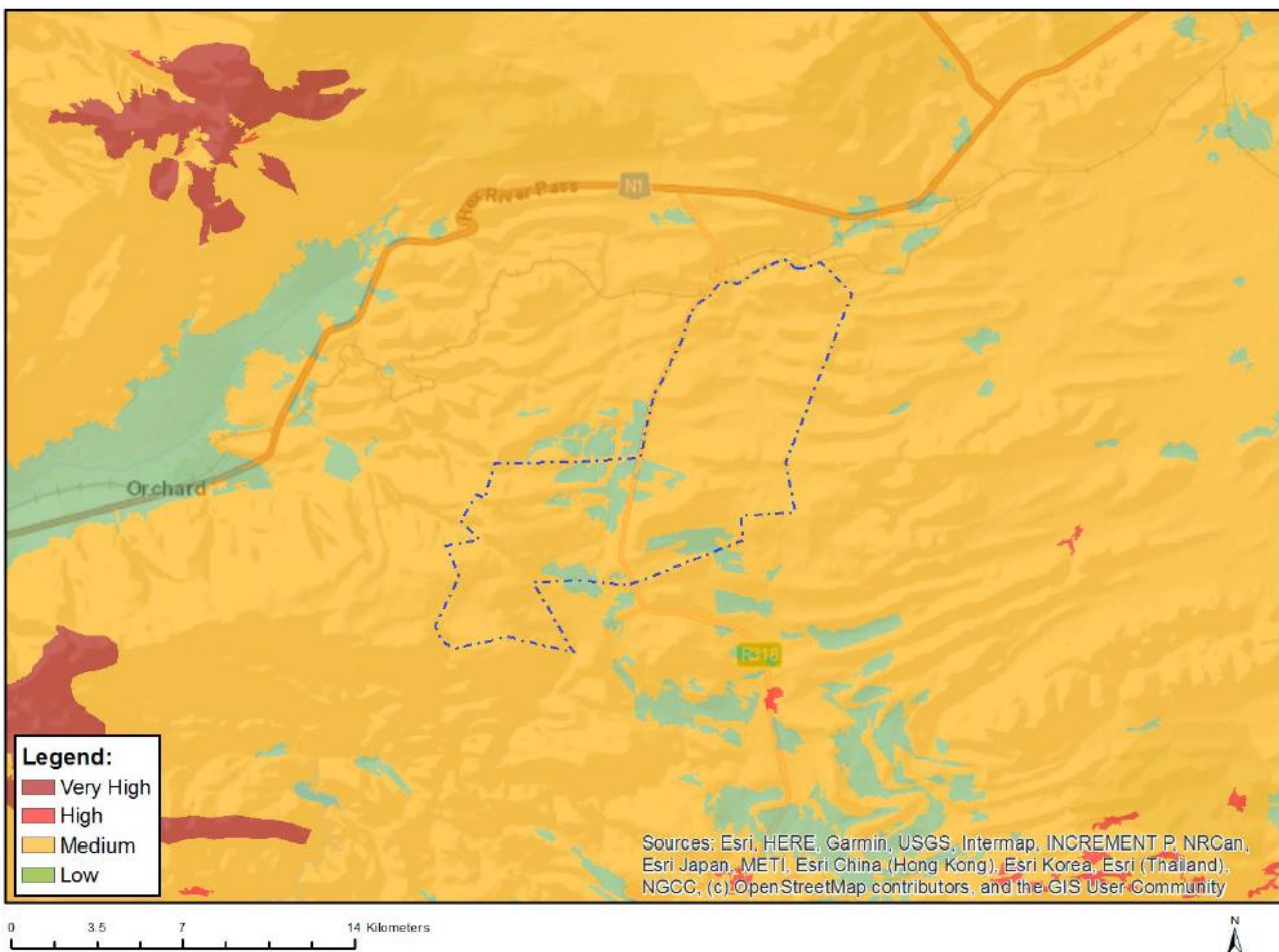 N1
Hex River Pass
Orchard
R318
Legend:
Very High
High
Medium
Low
Sources: Esri, HERE, Garmin, USGS, Intermap, INCREMENT P, NRCan,
Esri Japan, METI, Esri China (Hong Kong), Esri Korea, Esri (Thailand),
NGCC, (c) OpenStreetMap contributors, and the GIS User Community
0 3.5 7 14 Kilometers
N